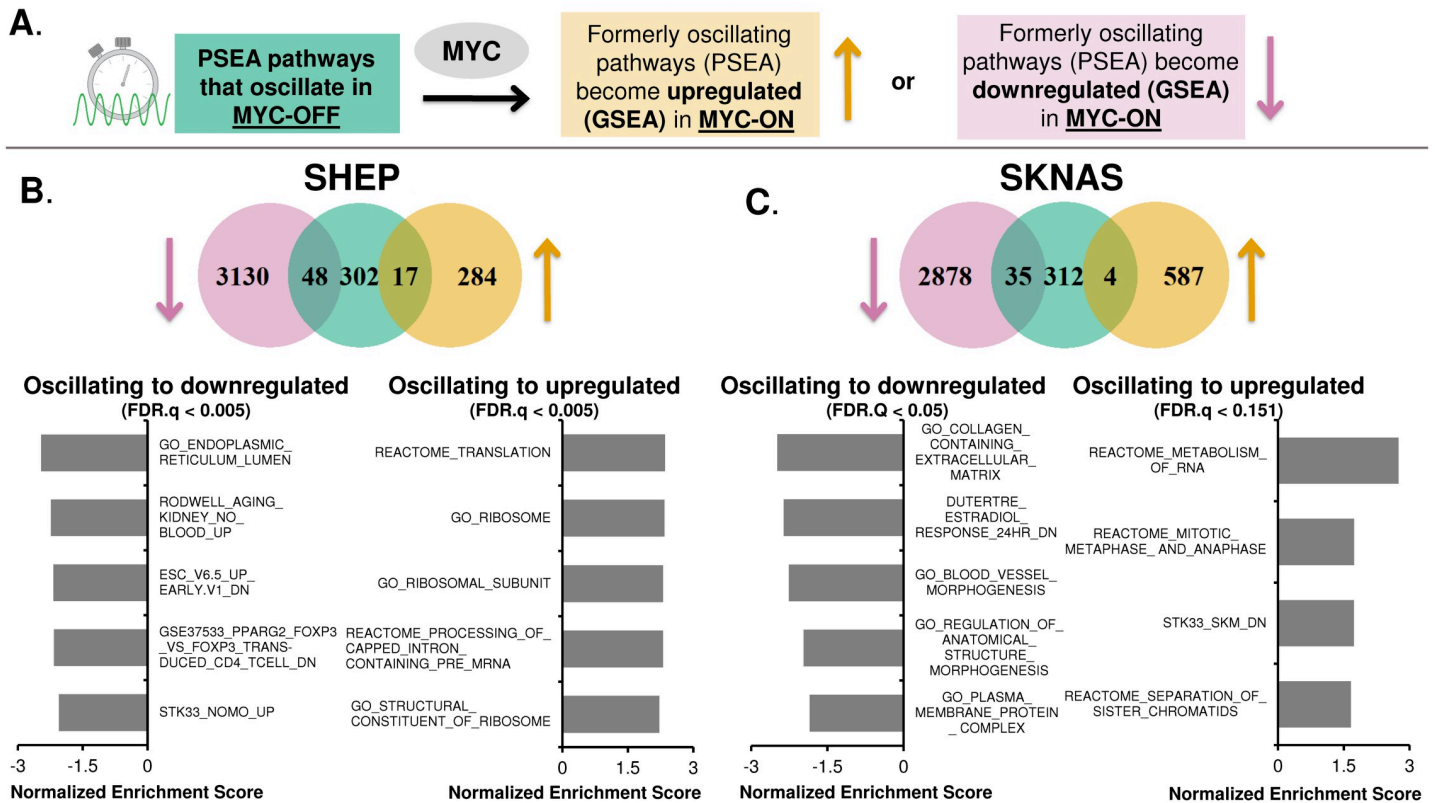 A.
PSEA pathways
that oscillate in
MYC-OFF
MYC
Formerly oscillating
pathways (PSEA)
become upregulated
(GSEA) in MYC-ON
or
Formerly oscillating
pathways (PSEA) become
downregulated (GSEA)
in MYC-ON
B.
SHEP
3130
48
302
17
284
Oscillating to downregulated
(FDR.q < 0.005)
GO_ENDOPLASMIC_
RETICULUM_LUMEN
RODWELL_AGING_
KIDNEY_NO_
BLOOD_UP
ESC_V6.5_UP_
EARLY.V1_DN
GSE37533_PPARG2_FOXP3
_VS_FOXP3_TRANS-
DUCED_CD4_TCELL_DN
STK33_NOMO_UP
-3
-1.5
0
Normalized Enrichment Score
Oscillating to upregulated
(FDR.q < 0.005)
REACTOME_TRANSLATION
GO_RIBOSOME
GO_RIBOSOMAL_SUBUNIT
REACTOME_PROCESSING_OF_
CAPPED_INTRON_
CONTAINING_PRE_MRNA
GO_STRUCTURAL_
CONSTITUENT_OF_RIBOSOME
0
1.5
3
Normalized Enrichment Score
C.
SKNAS
2878
35
312
4
587
Oscillating to downregulated
(FDR.Q < 0.05)
GO_COLLAGEN_
CONTAINING_
EXTRACELLULAR_
MATRIX
DUTERTRE_
ESTRADIOL_
RESPONSE_24HR_DN
GO_BLOOD_VESSEL_
MORPHOGENESIS
GO_REGULATION_OF_
ANATOMICAL_
STRUCTURE_
MORPHOGENESIS
GO_PLASMA_
MEMBRANE_PROTEIN
_COMPLEX
-3
-1.5
0
Normalized Enrichment Score
Oscillating to upregulated
(FDR.q < 0.151)
REACTOME_METABOLISM_
OF_RNA
REACTOME_MITOTIC_
METAPHASE_ AND_ANAPHASE
STK33_SKM_DN
REACTOME_SEPARATION_OF_
SISTER_CHROMATIDS
0
1.5
3
Normalized Enrichment Score